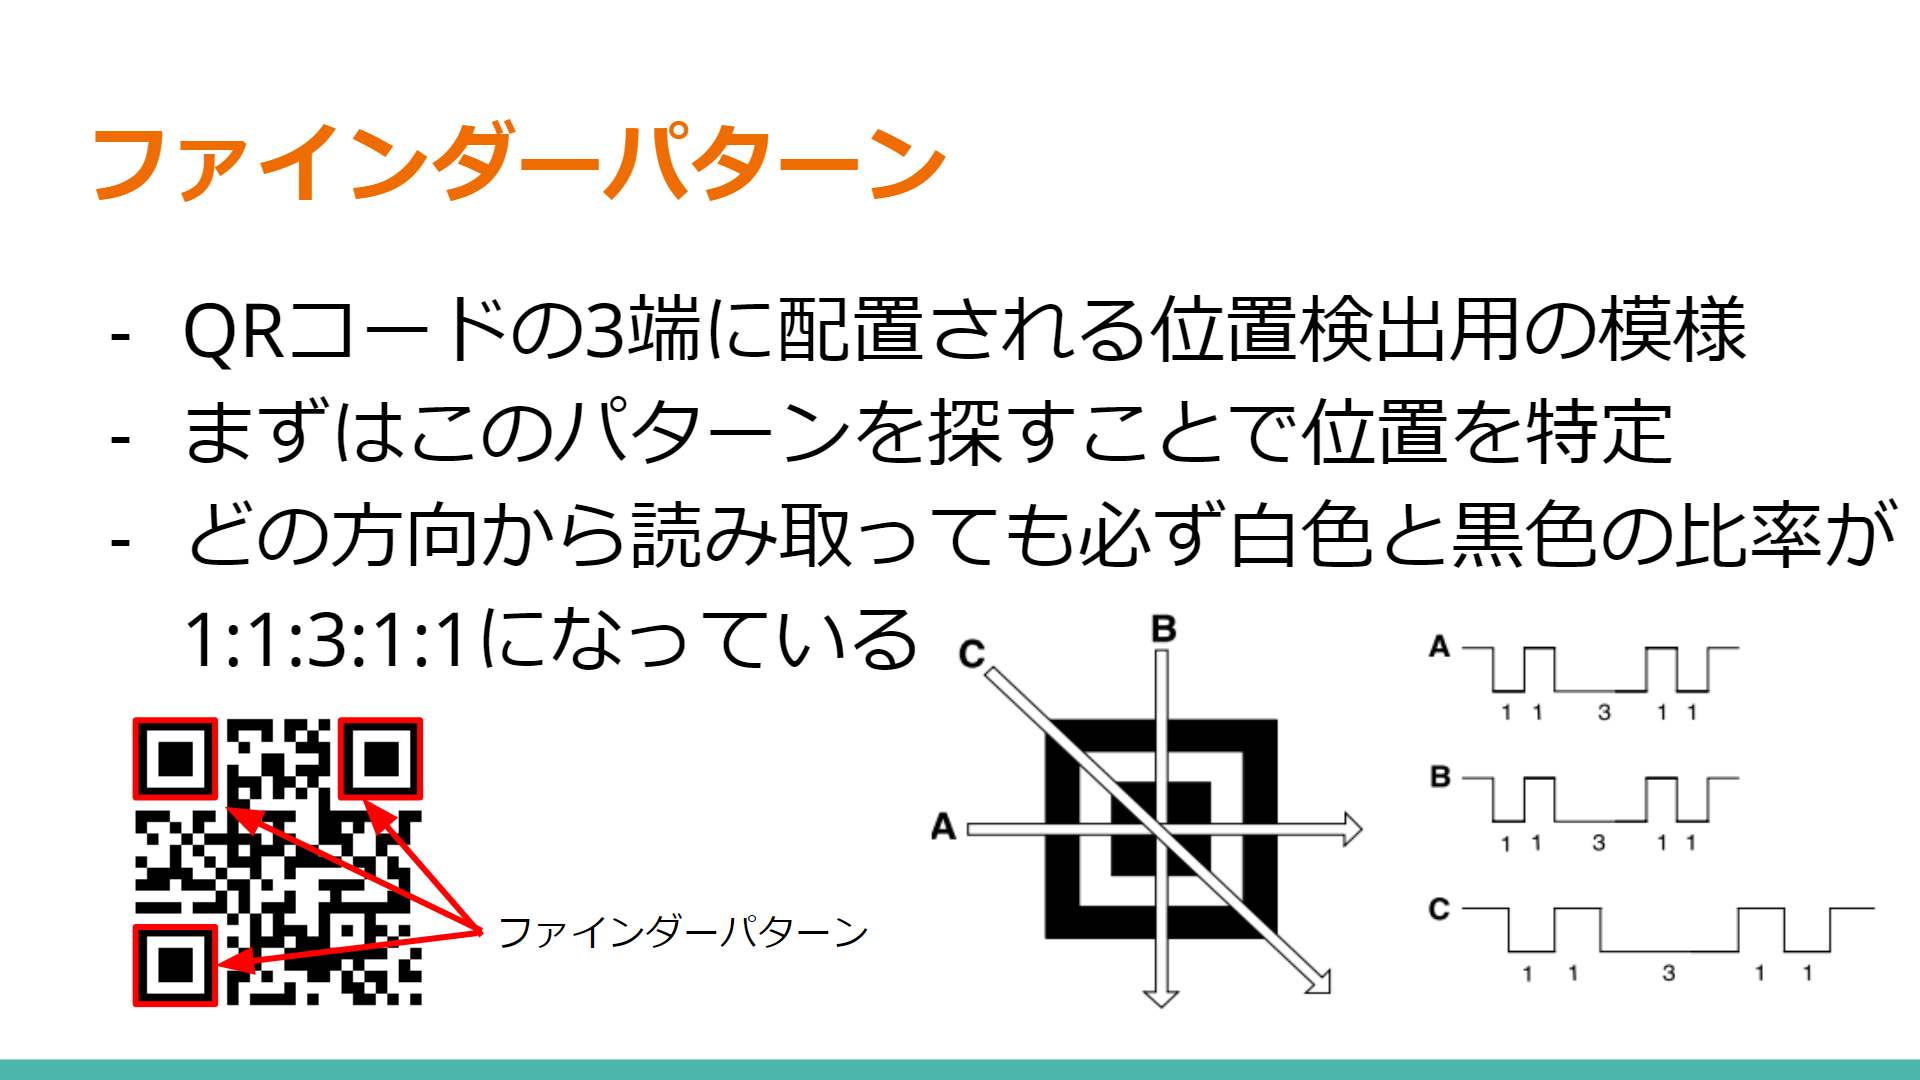 ファインダーパターン
- QRコードの3端に配置される位置検出用の模様
- まずはこのパターンを探すことで位置を特定
- どの方向から読み取っても必ず白色と黒色の比率が
1:1:3:1:1になっている
ファインダーパターン
C
B
A
A
1 1 3 1 1
B
1 1 3 1 1
C
1 1 3 1 1